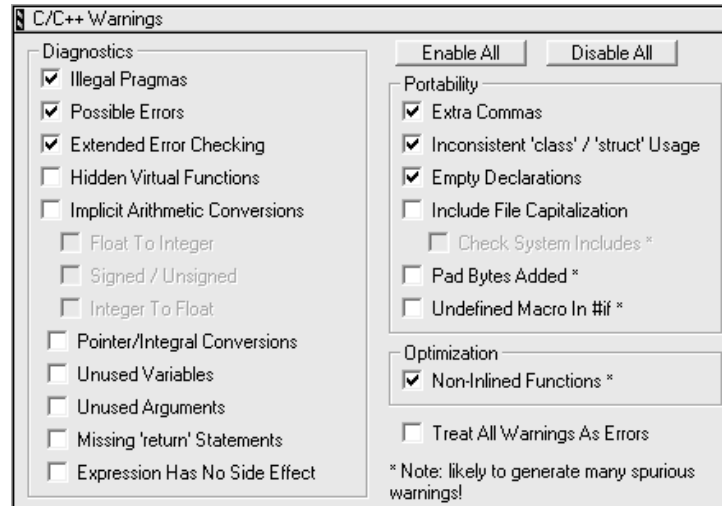 C/C++ Warnings
Diagnostics
Illegal Pragmas
Possible Errors
Extended Error Checking
Hidden Virtual Functions
Implicit Arithmetic Conversions
Float To Integer
Signed / Unsigned
Integer To Float
Pointer/Integral Conversions
Unused Variables
Unused Arguments
Missing 'return' Statements
Expression Has No Side Effect
Enable All
Disable All
Portability
Extra Commas
Inconsistent 'class' / 'struct' Usage
Empty Declarations
Include File Capitalization
Check System Includes *
Pad Bytes Added *
Undefined Macro In #if *
Optimization
Non-Inlined Functions *
Treat All Warnings As Errors
* Note: likely to generate many spurious
warnings!